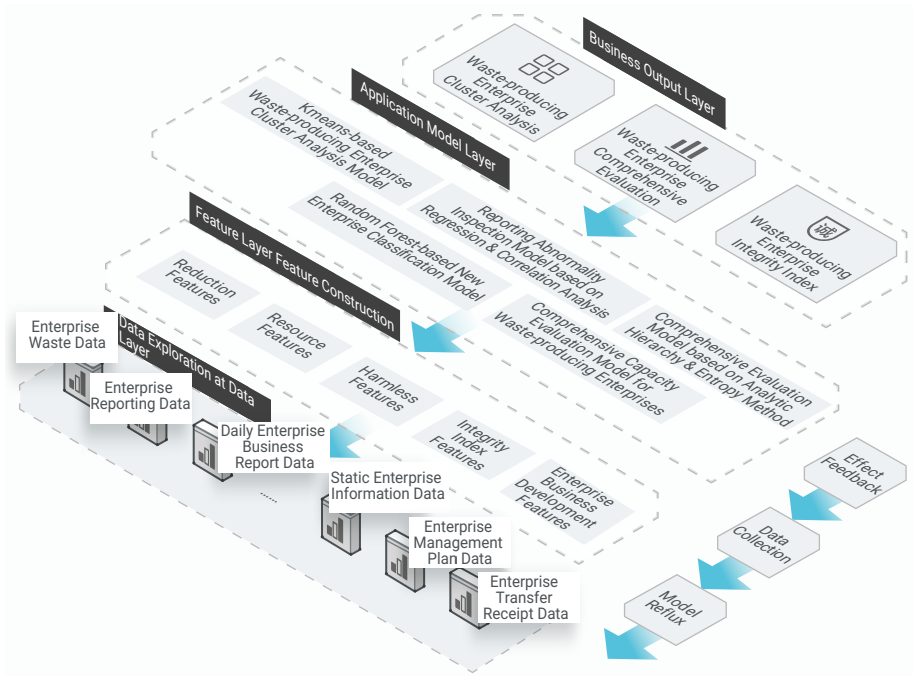 Business Output Layer
Waste-producing
Enterprise
Cluster Analysis
Waste-producing
Enterprise
Comprehensive
Evaluation
Waste-producing
Enterprise
Integrity Index
Application Model Layer
Kmeans-based
Waste-producing Enterprise
Cluster Analysis Model
Random Forest-based New
Enterprise Classification Model
Reporting Abnormality
Inspection Model based on
Regression & Correlation Analysis
Comprehensive Capacity
Evaluation Model for
Waste-producing Enterprises
Comprehensive Evaluation
Model based on Analytic
Hierarchy & Entropy Method
Feature Layer Feature Construction
Reduction
Features
Resource
Features
Harmless
Features
Integrity
Index
Features
Enterprise
Business
Development
Features
Data Exploration at Data
Layer
Enterprise
Waste Data
Enterprise
Reporting Data
Daily Enterprise
Business
Report Data
......
Static Enterprise
Information Data
Enterprise
Management
Plan Data
Enterprise
Transfer
Receipt Data
Effect
Feedback
Data
Collection
Model
Reflux